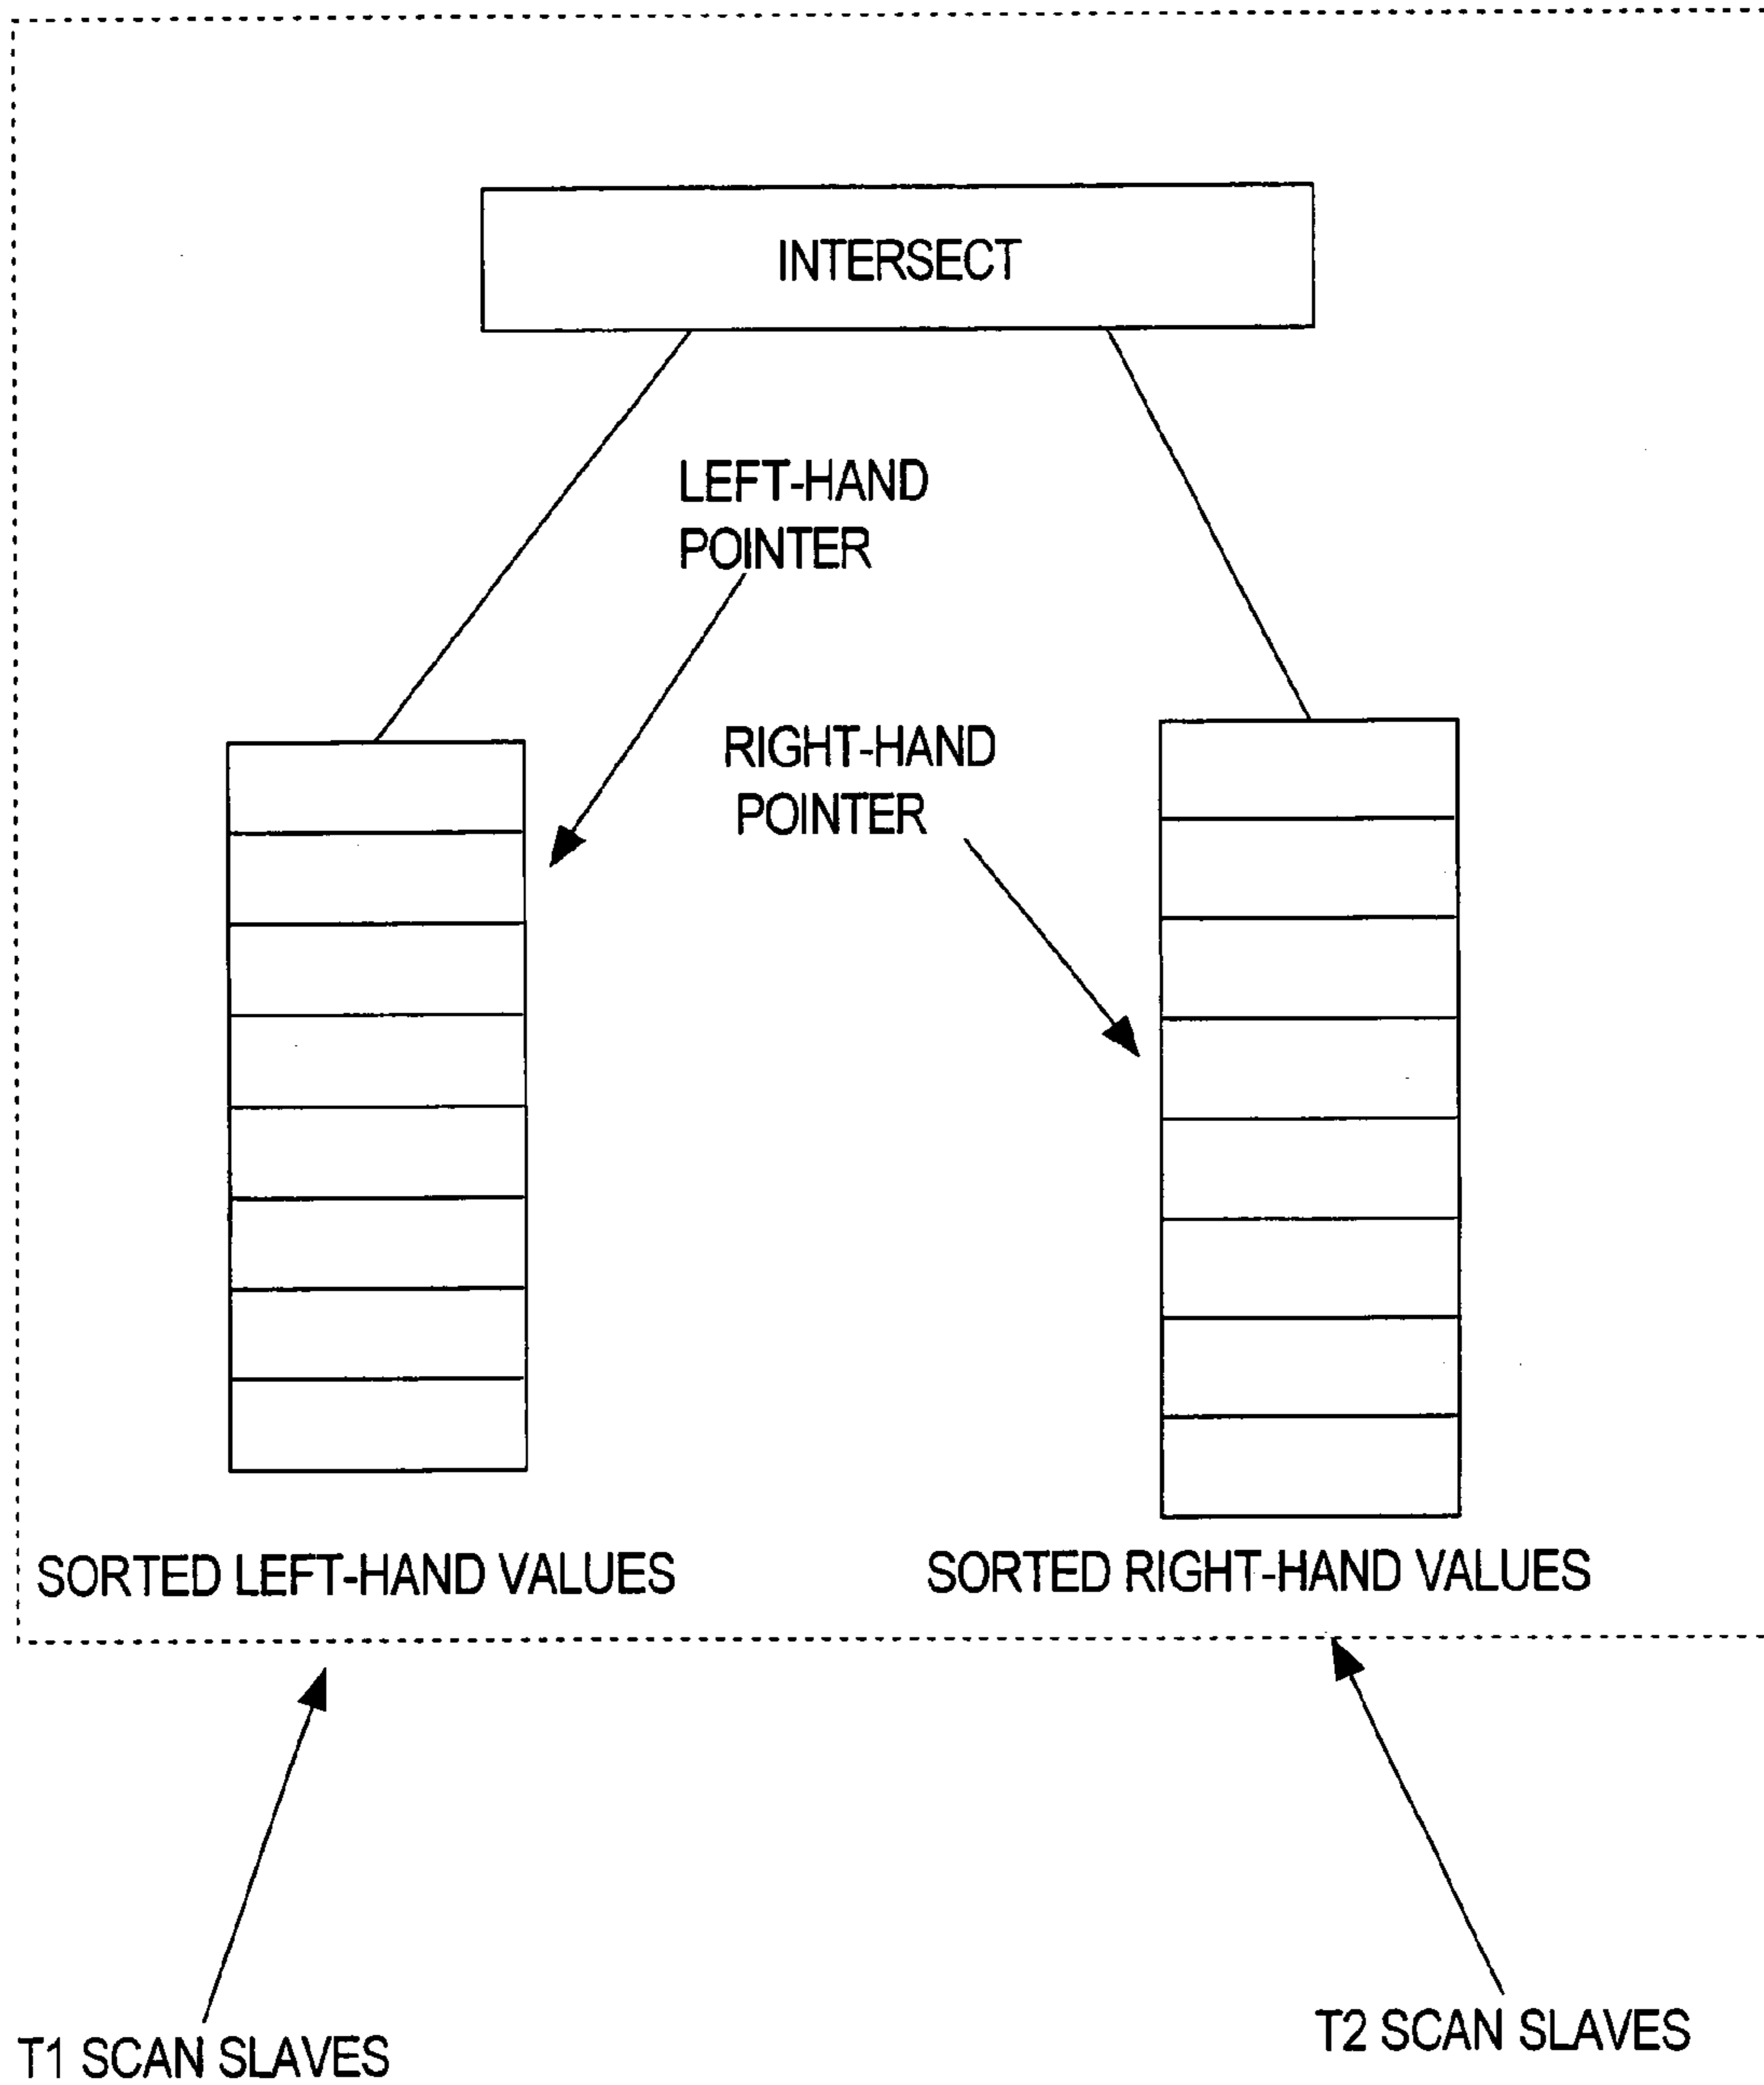 INTERSECT
LEFT-HAND
POINTER
RIGHT-HAND
POINTER
SORTED LEFT-HAND VALUES
SORTED RIGHT-HAND VALUES
T1 SCAN SLAVES
T2 SCAN SLAVES